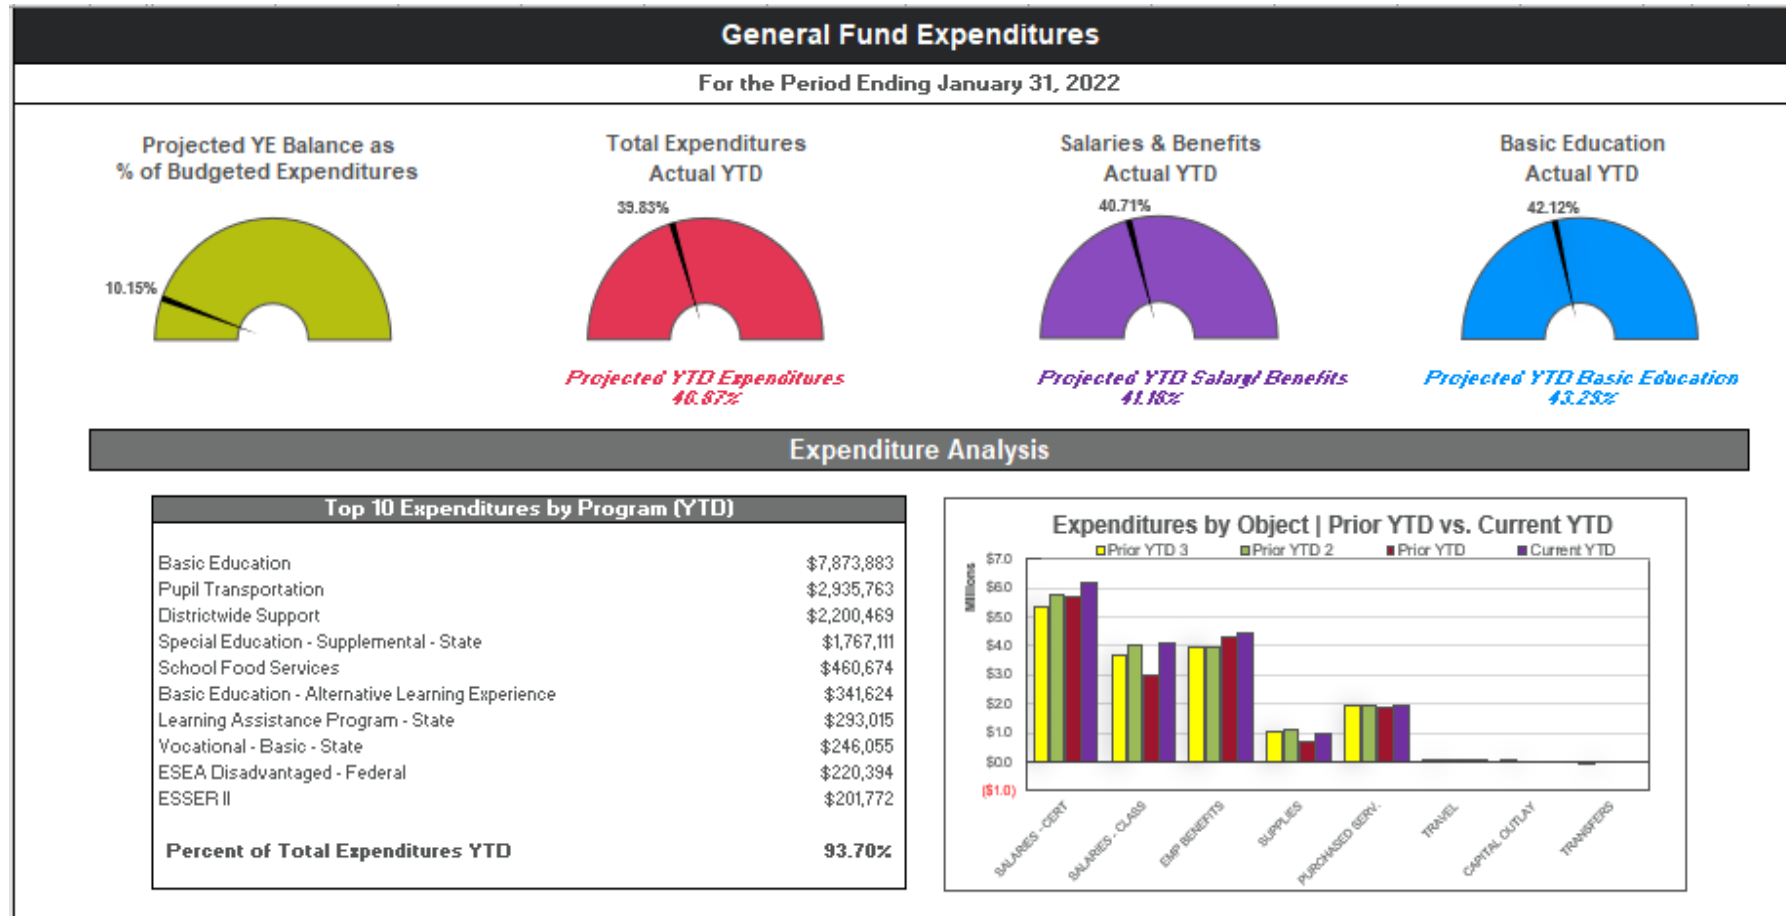 General Fund Expenditures
For the Period Ending January 31, 2022
Projected YE Balance as
% of Budgeted Expenditures
10.15%
Total Expenditures
Actual YTD
39.83%
Projected YTD Expenditures
40.87%
Salaries & Benefits
Actual YTD
40.71%
Projected YTD Salary/ Benefits
41.18%
Basic Education
Actual YTD
42.12%
Projected YTD Basic Education
43.29%
Expenditure Analysis
Top 10 Expenditures by Program (YTD)
Basic Education $7,873,883
Pupil Transportation $2,935,763
Districtwide Support $2,200,469
Special Education - Supplemental - State $1,767,111
School Food Services $460,674
Basic Education - Alternative Learning Experience $341,624
Learning Assistance Program - State $293,015
Vocational - Basic - State $246,055
ESEA Disadvantaged - Federal $220,394
ESSER II $201,772
Percent of Total Expenditures YTD 93.70%
Expenditures by Object | Prior YTD vs. Current YTD
Prior YTD 3 Prior YTD 2 Prior YTD Current YTD
Millions
$7.0
$6.0
$5.0
$4.0
$3.0
$2.0
$1.0
$0.0
($1.0)
SALARIES - CERT
SALARIES - CLASS
EMP BENEFITS
SUPPLIES
PURCHASED SERV.
TRAVEL
CAPITAL OUTLAY
TRANSFERS